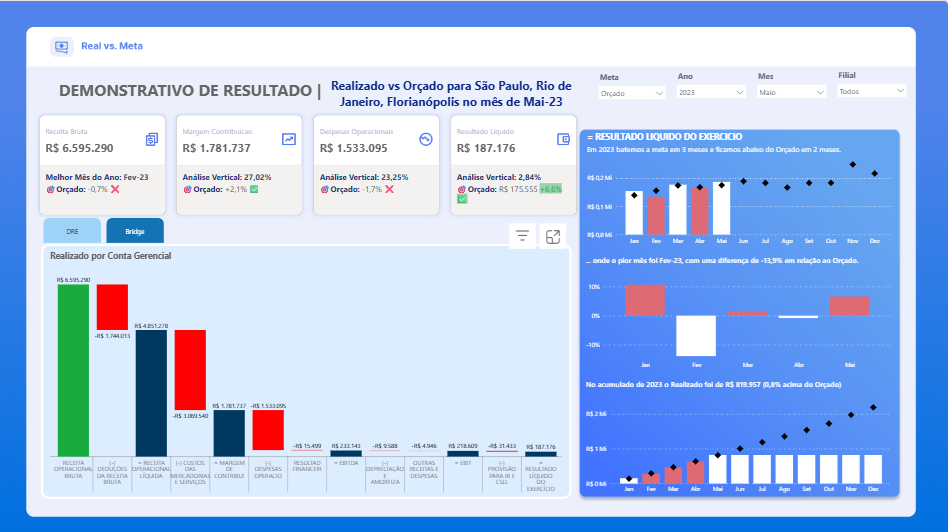 Real vs. Meta
DEMONSTRATIVO DE RESULTADO |
Realizado vs Orçado para São Paulo, Rio de
Janeiro, Florianópolis no mês de Mai-23
Meta
Orçado
Ano
2023
Mes
Maio
Filial
Todos
Receita Bruta
R$ 6.595.290
Melhor Mês do Ano: Fev-23
🎯 Orçado: -0,7% ❌
Margem Contribuicao
R$ 1.781.737
Análise Vertical: 27,02%
🎯 Orçado: +2,1% ✅
Despesas Operacionais
R$ 1.533.095
Análise Vertical: 23,25%
🎯 Orçado: -1,7% ❌
Resultado Liquido
R$ 187.176
Análise Vertical: 2,84%
🎯 Orçado: R$ 175.555 +6,6%
✅
DRE
Bridge
Realizado por Conta Gerencial
R$ 6.595.290
-R$ 1.744.013
R$ 4.851.278
-R$ 3.069.540
R$ 1.781.737
-R$ 1.533.095
-R$ 15.499
R$ 233.143
-R$ 9.588
-R$ 4.946
R$ 218.609
-R$ 31.433
R$ 187.176
RECEITA
OPERACIONAL
BRUTA
(-)
DEDUÇÕES
DA RECEITA
BRUTA
= RECEITA
OPERACIONAL
LIQUIDA
(-) CUSTOS
DAS
MERCADORIAS
E SERVIÇOS
= MARGEM
DE
CONTRIBUI
(-)
DESPESAS
OPERACIO
RESULTAD
FINANCEIR
= EBITDA
(-)
DEPRECIAÇÃO
E
AMORTIZA
OUTRAS
RECEITAS E
DESPESAS
= EBIT
(-)
PROVISÃO
PARA IR E
CSLL
=
RESULTADO
LÍQUIDO
DO
EXERCÍCIO
= RESULTADO LIQUIDO DO EXERCÍCIO
Em 2023 batemos a meta em 3 meses e ficamos abaixo do Orçado em 2 meses.
R$ 0,2 Mi
R$ 0,1 Mi
R$ 0,0 Mi
Jan Fev Mar Abr Mai Jun Jul Ago Set Out Nov Dez
... onde o pior mês foi Fev-23, com uma diferença de -13,9% em relação ao Orçado.
10%
0%
-10%
Jan Fev Mar Abr Mai
No acumulado de 2023 o Realizado foi de R$ 819.957 (0,8% acima do Orçado)
R$ 2 Mi
R$ 1 Mi
R$ 0 Mi
Jan Fev Mar Abr Mai Jun Jul Ago Set Out Nov Dez